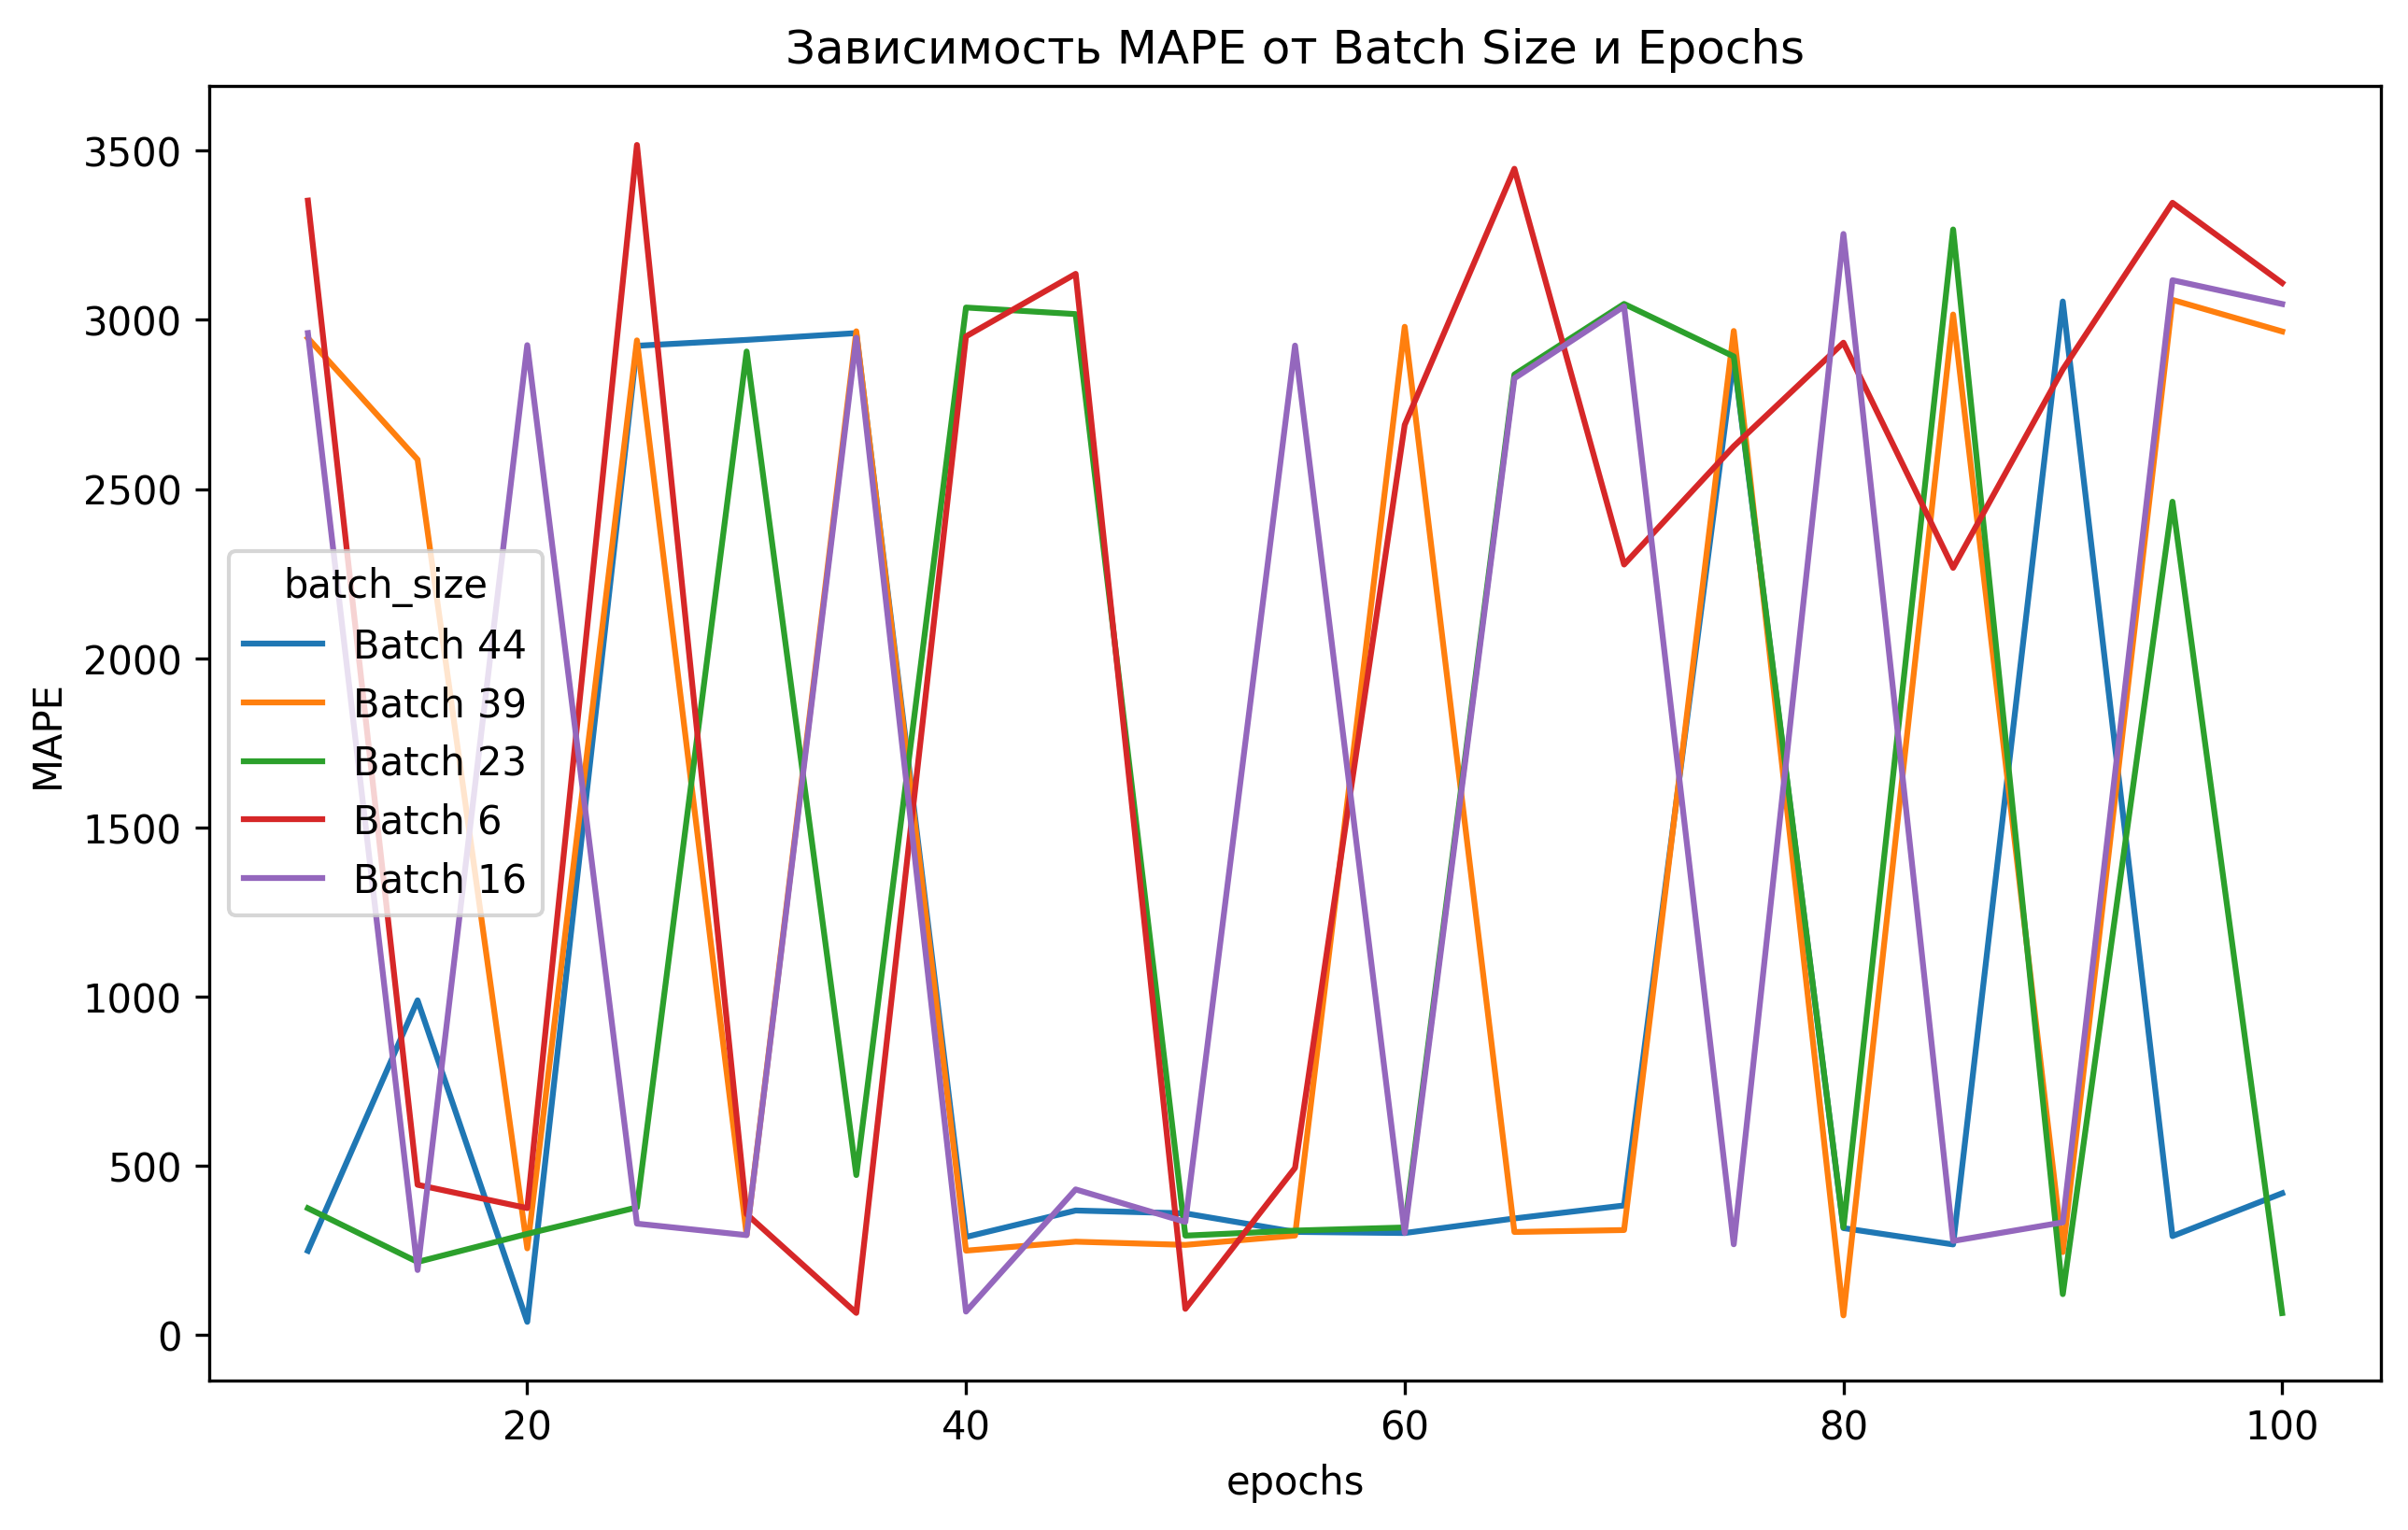 Зависимость MAPE от Batch Size и Epochs
3500
3000
2500
2000
1500
1000
500
0
MAPE
batch_size
Batch 44
Batch 39
Batch 23
Batch 6
Batch 16
20
40
60
80
100
epochs